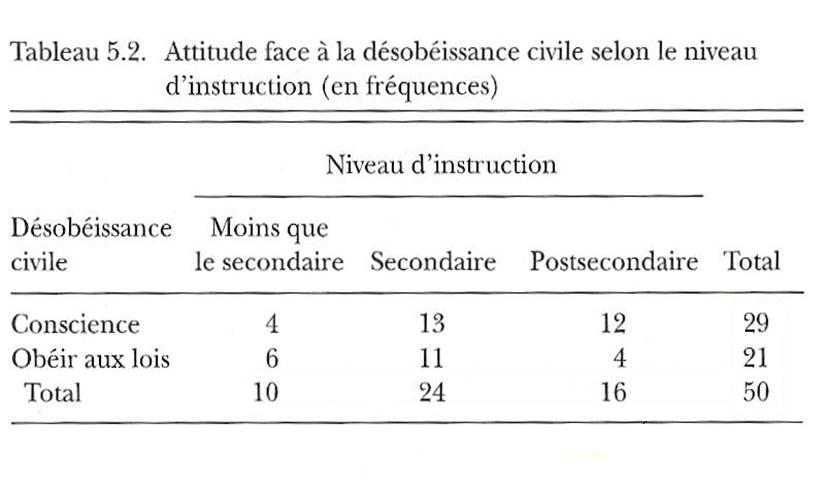 Tableau 5.2. Attitude face à la désobéissance civile selon le niveau
d'instruction (en fréquences)
Niveau d'instruction
Désobéissance Moins que
civile le secondaire Secondaire Postsecondaire Total
Conscience 4 13 12 29
Obéir aux lois 6 11 4 21
Total 10 24 16 50